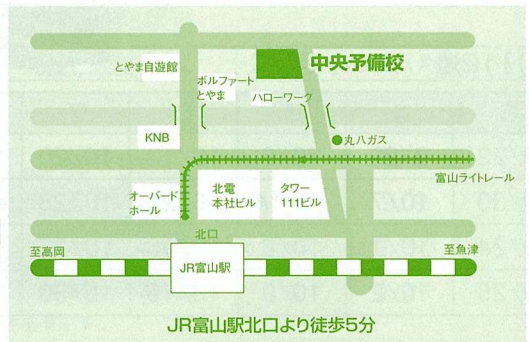 とやま自遊館
中央予備校
ボルファート
とやま
ハローワーク
KNB
●丸八ガス
富山ライトレール
オーバード
ホール
北電
本社ビル
タワー
111ビル
北口
至高岡
至魚津
JR富山駅
JR富山駅北口より徒歩5分